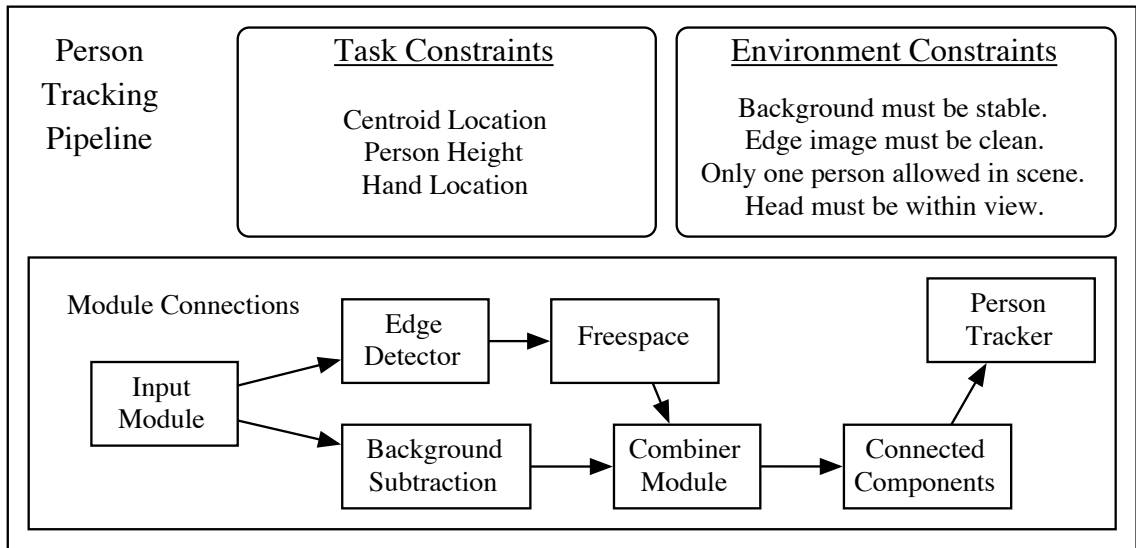 Person
Tracking
Pipeline
Task Constraints
Centroid Location
Person Height
Hand Location
Environment Constraints
Background must be stable.
Edge image must be clean.
Only one person allowed in scene.
Head must be within view.
Module Connections
Input
Module
Edge
Detector
Freespace
Background
Subtraction
Combiner
Module
Connected
Components
Person
Tracker